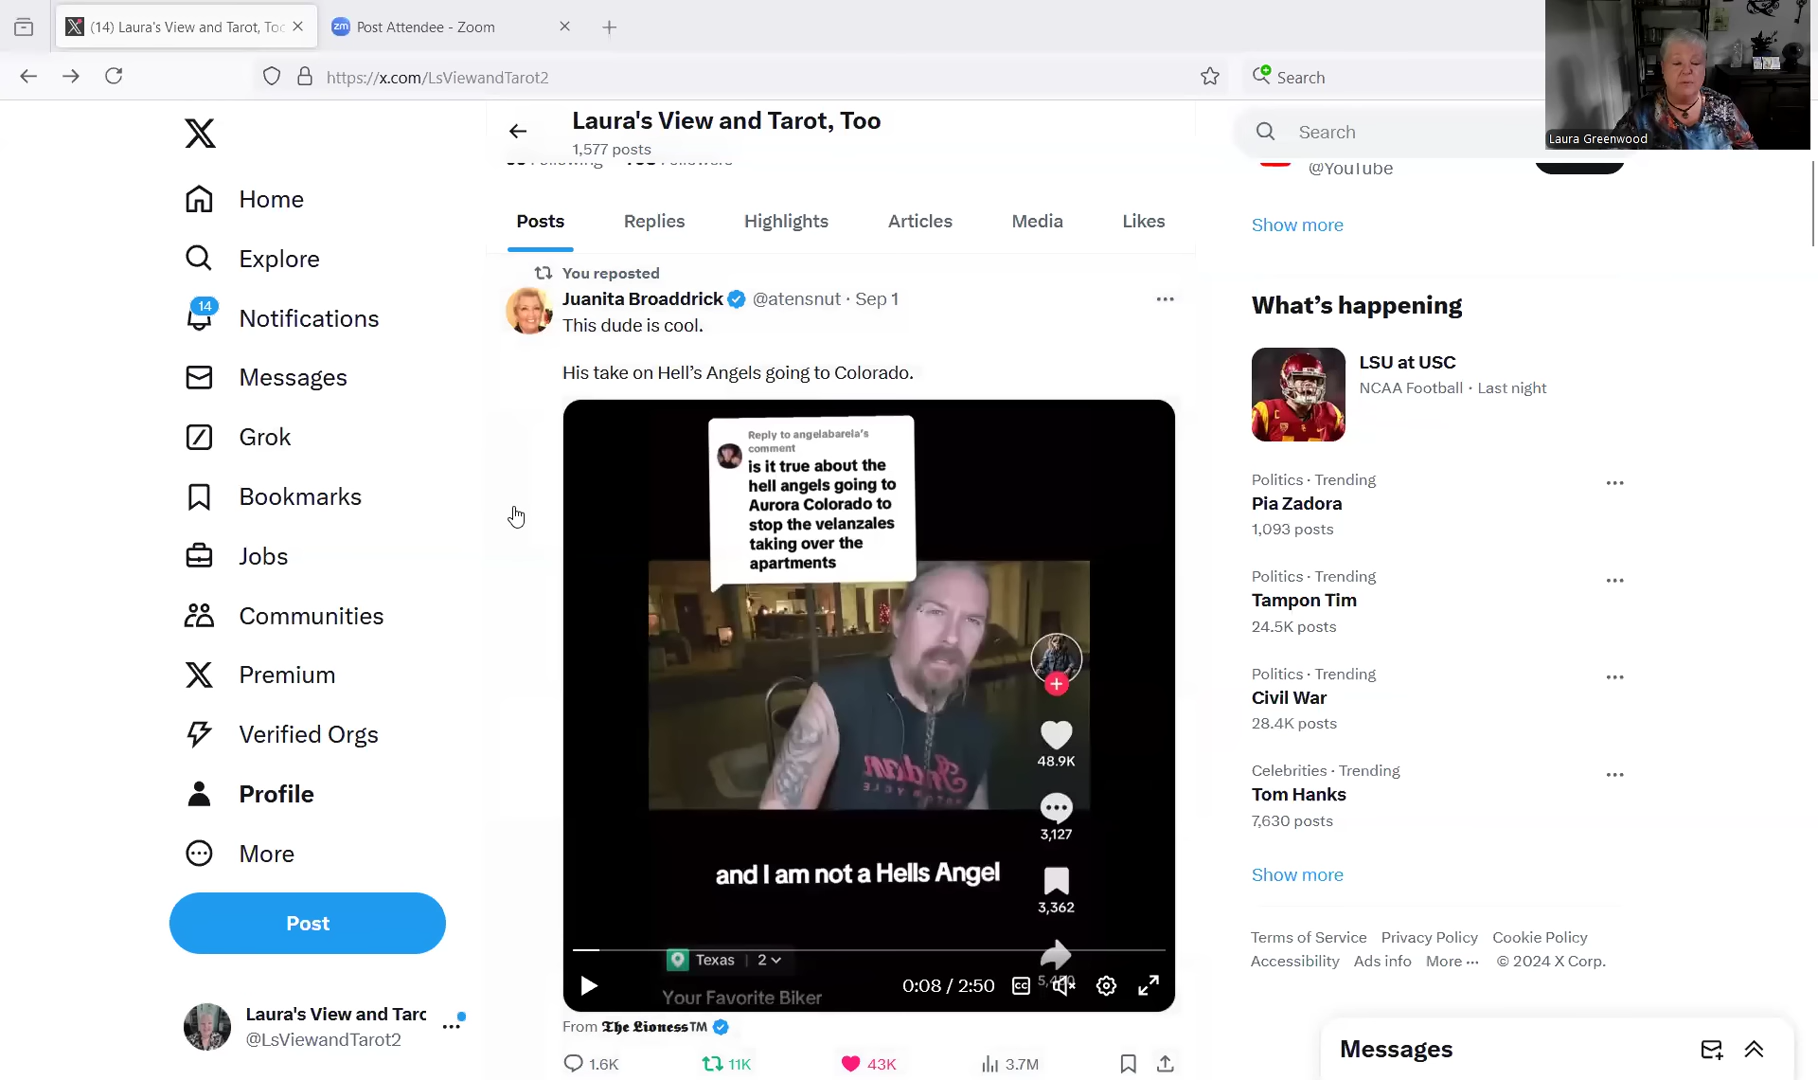 (14) Laura's View and Tarot, Too
Post Attendee - Zoom
https://x.com/LsViewandTarot2
Search
Laura Greenwood
Laura's View and Tarot, Too
1,577 posts
Following
Followers
Search
@YouTube
Show more
Home
Explore
14
Notifications
Messages
Grok
Bookmarks
Jobs
Communities
Premium
Verified Orgs
Profile
More
Post
Laura's View and Tarc
@LsViewandTarot2
Posts Replies Highlights Articles Media Likes
You reposted
Juanita Broaddrick @atensnut · Sep 1
This dude is cool.
His take on Hell's Angels going to Colorado.
Reply to angelabarela's
comment
is it true about the
hell angels going to
Aurora Colorado to
stop the velanzales
taking over the
apartments
48.9K
3,127
and I am not a Hells Angel
3,362
Texas | 2
0:08 / 2:50
CC
Your Favorite Biker
From The Lioness™
1.6K 11K 43K 3.7M
What's happening
LSU at USC
NCAA Football · Last night
Politics · Trending
Pia Zadora
1,093 posts
Politics · Trending
Tampon Tim
24.5K posts
Politics · Trending
Civil War
28.4K posts
Celebrities · Trending
Tom Hanks
7,630 posts
Show more
Terms of Service Privacy Policy Cookie Policy
Accessibility Ads info More ··· © 2024 X Corp.
Messages